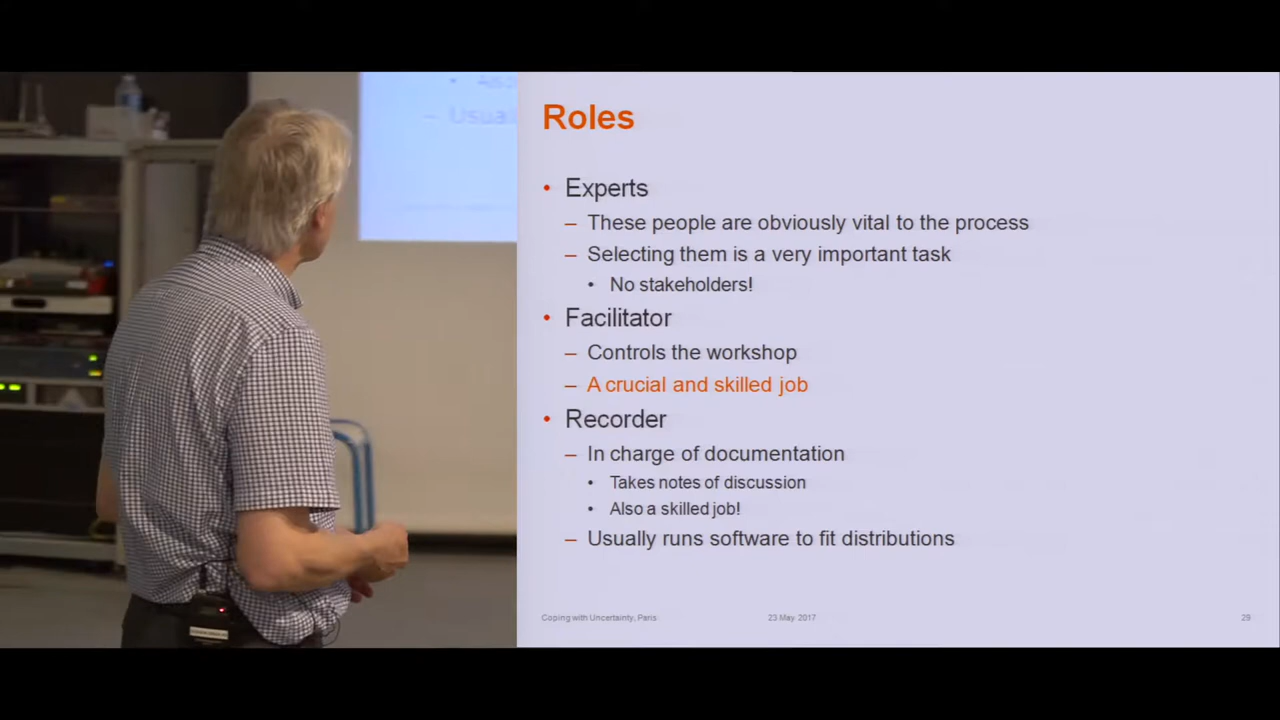 Roles
• Experts
– These people are obviously vital to the process
– Selecting them is a very important task
• No stakeholders!
• Facilitator
– Controls the workshop
– A crucial and skilled job
• Recorder
– In charge of documentation
• Takes notes of discussion
• Also a skilled job!
– Usually runs software to fit distributions
Coping with Uncertainty, Paris
23 May 2017
29